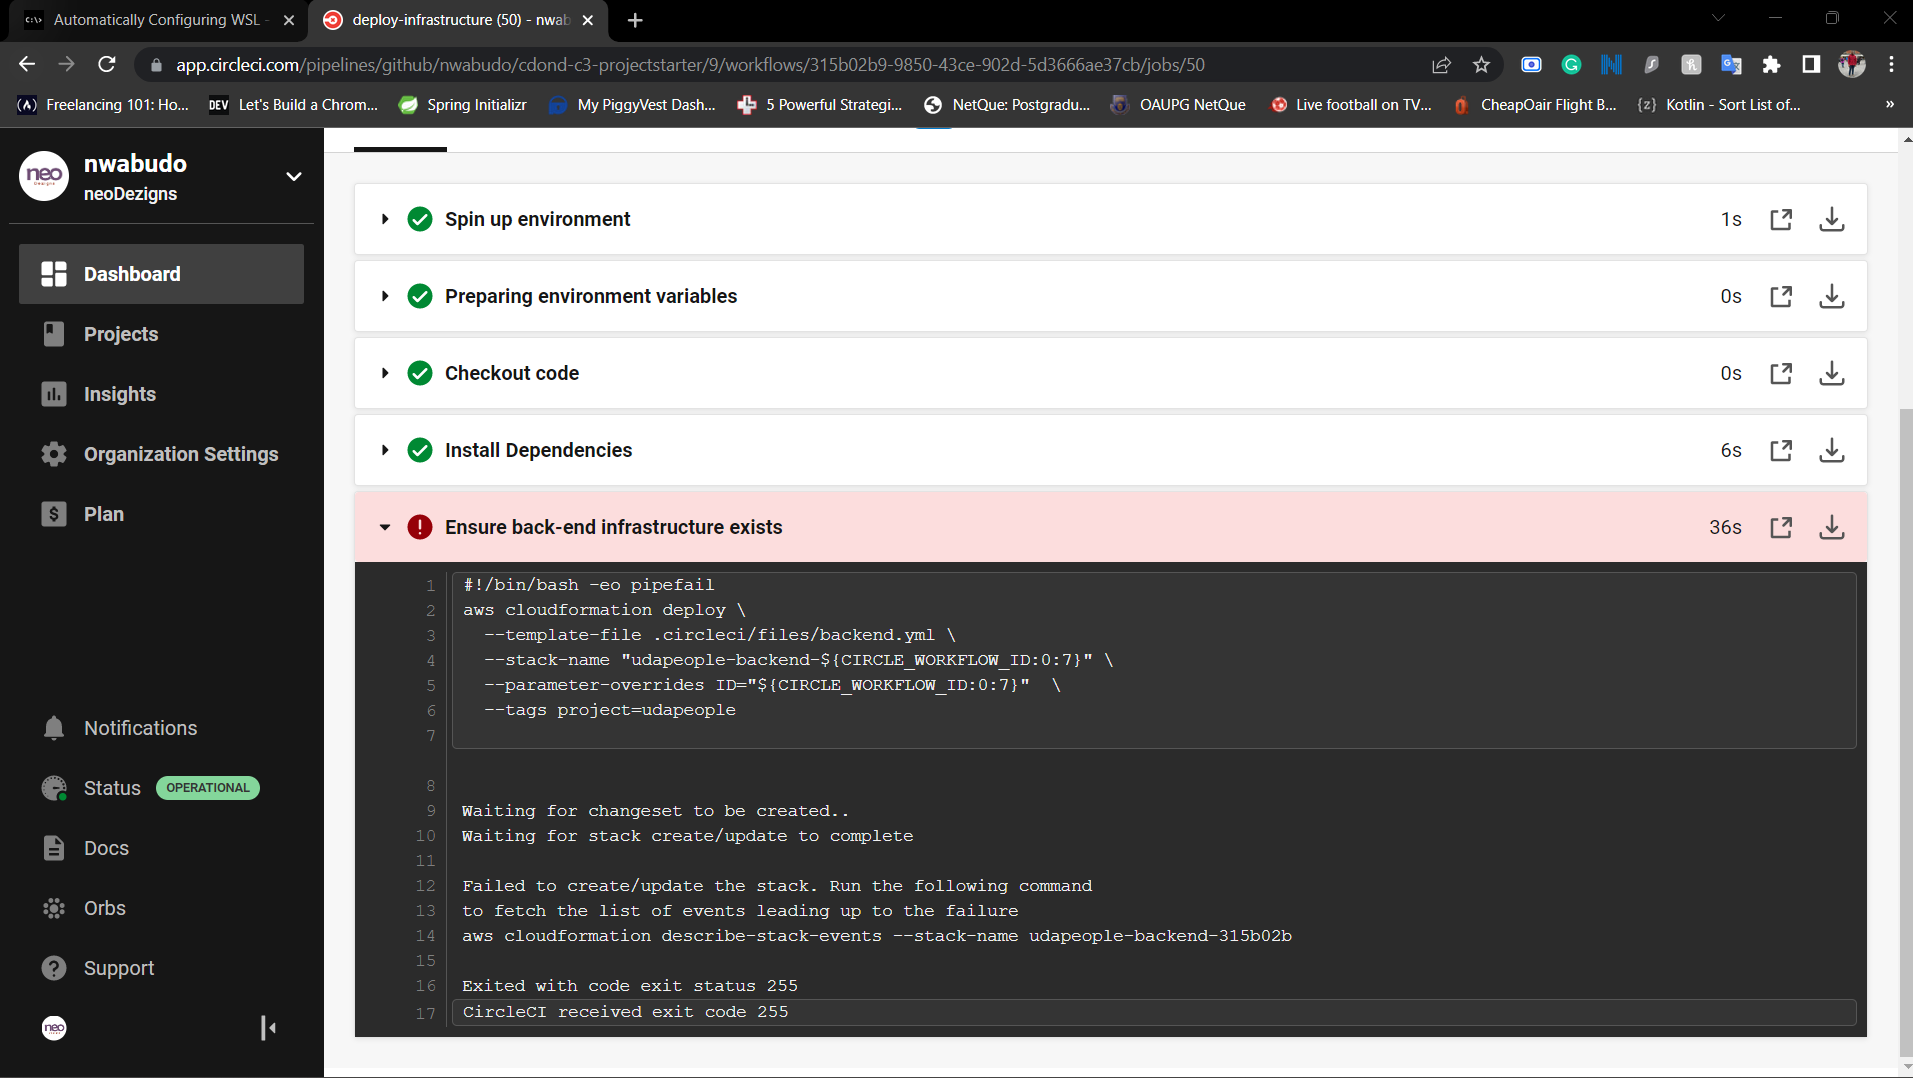 Automatically Configuring WSL -
deploy-infrastructure (50) - nwab
app.circleci.com/pipelines/github/nwabudo/cdond-c3-projectstarter/9/workflows/315b02b9-9850-43ce-902d-5d3666ae37cb/jobs/50
Freelancing 101: Ho...
DEV Let's Build a Chrom...
Spring Initializr
My PiggyVest Dash...
5 Powerful Strategi...
NetQue: Postgradu...
OAUPG NetQue
Live football on TV...
CheapOair Flight B...
{z} Kotlin - Sort List of...
»
neo
nwabudo
neoDezigns
Dashboard
Projects
Insights
Organization Settings
Plan
Notifications
Status OPERATIONAL
Docs
Orbs
Support
neo
Spin up environment 1s
Preparing environment variables 0s
Checkout code 0s
Install Dependencies 6s
Ensure back-end infrastructure exists 36s
1 #!/bin/bash -eo pipefail
2 aws cloudformation deploy \
3 --template-file .circleci/files/backend.yml \
4 --stack-name "udapeople-backend-${CIRCLE_WORKFLOW_ID:0:7}" \
5 --parameter-overrides ID="${CIRCLE_WORKFLOW_ID:0:7}" \
6 --tags project=udapeople
7
8
9 Waiting for changeset to be created..
10 Waiting for stack create/update to complete
11
12 Failed to create/update the stack. Run the following command
13 to fetch the list of events leading up to the failure
14 aws cloudformation describe-stack-events --stack-name udapeople-backend-315b02b
15
16 Exited with code exit status 255
17 CircleCI received exit code 255